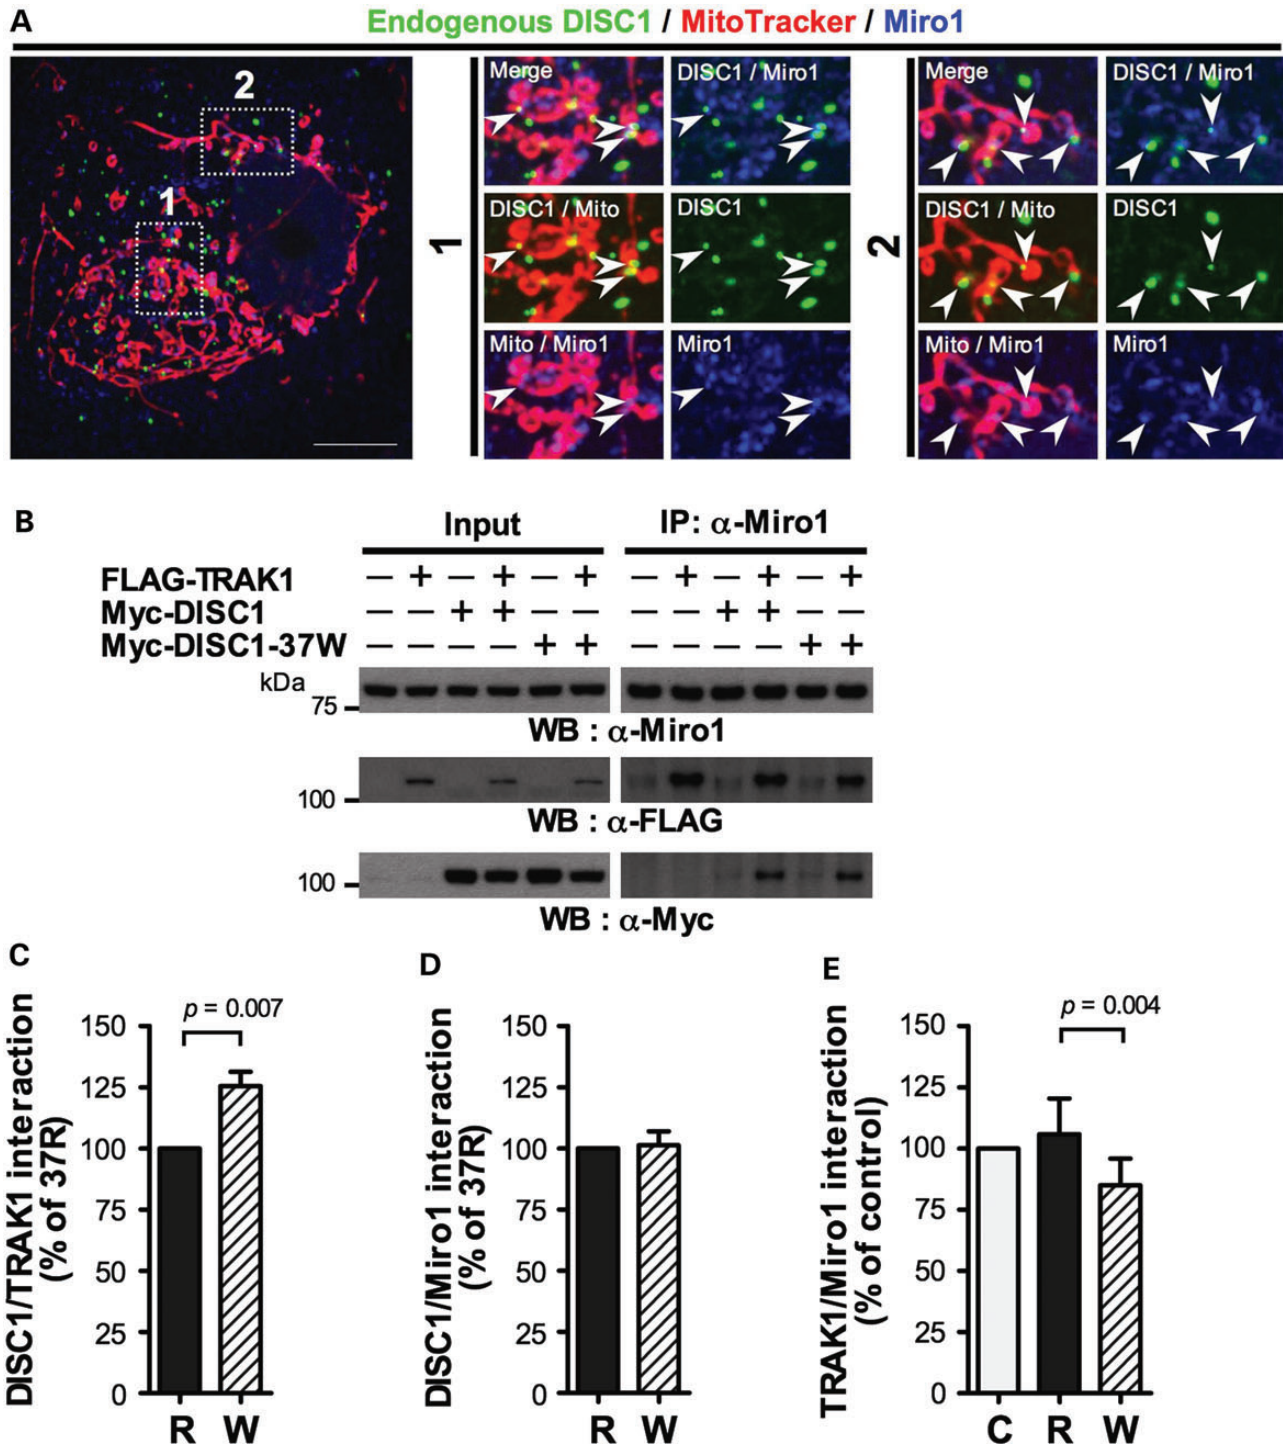 A
Endogenous DISC1 / MitoTracker / Miro1
2
1
1
Merge
DISC1 / Miro1
DISC1 / Mito
DISC1
Mito / Miro1
Miro1
2
Merge
DISC1 / Miro1
DISC1 / Mito
DISC1
Mito / Miro1
Miro1
B
Input
IP: α-Miro1
FLAG-TRAK1 — + — + — + — + — + — +
Myc-DISC1 — — + + — — — — + + — —
Myc-DISC1-37W — — — — + + — — — — + +
kDa
75
WB : α-Miro1
100
WB : α-FLAG
100
WB : α-Myc
C
DISC1/TRAK1 interaction
(% of 37R)
p = 0.007
150
125
100
75
50
25
0
R W
D
DISC1/Miro1 interaction
(% of 37R)
150
125
100
75
50
25
0
R W
E
TRAK1/Miro1 interaction
(% of control)
p = 0.004
150
125
100
75
50
25
0
C R W